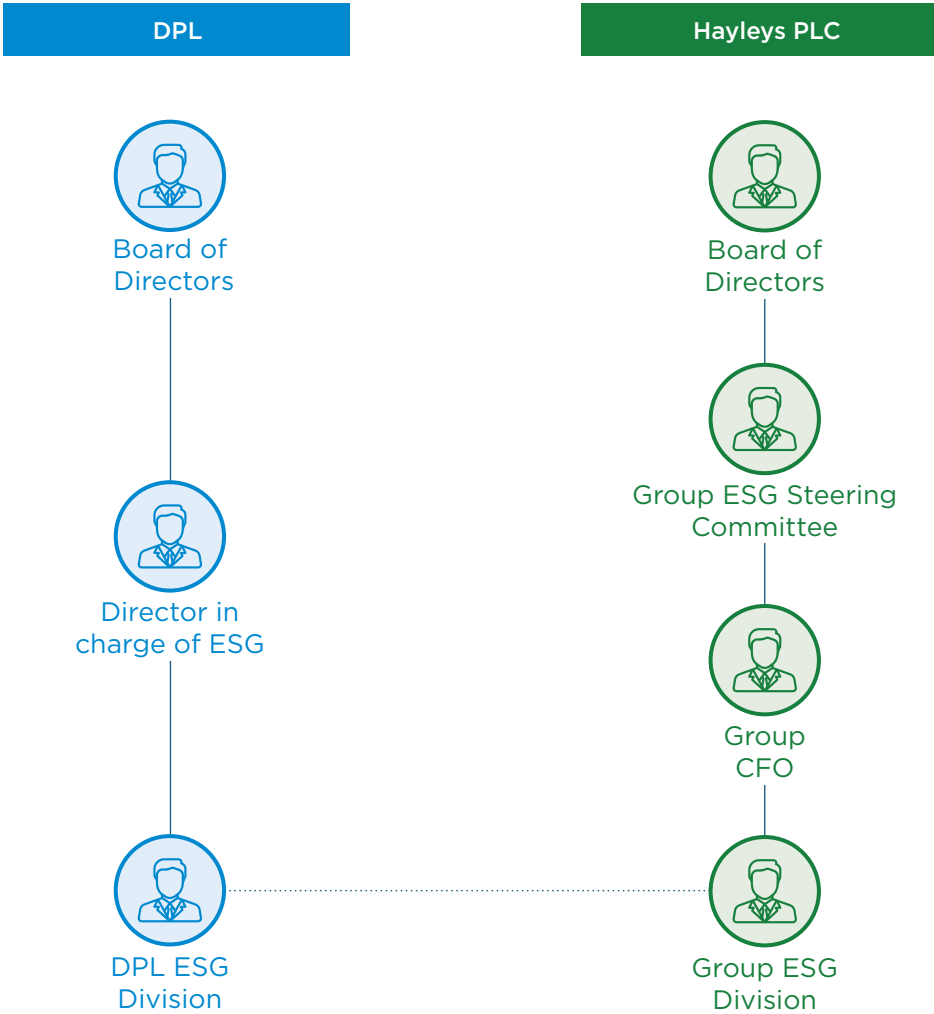 DPL
Board of
Directors
Director in
charge of ESG
DPL ESG
Division
Hayleys PLC
Board of
Directors
Group ESG Steering
Committee
Group
CFO
Group ESG
Division